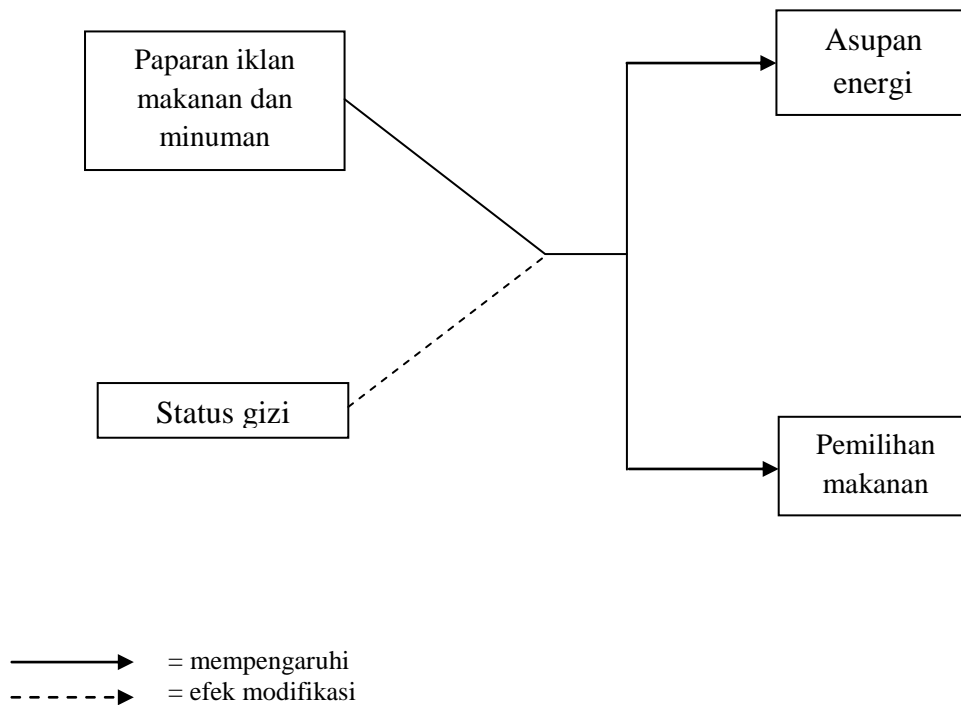 Paparan iklan
makanan dan
minuman
Asupan
energi
Status gizi
Pemilihan
makanan
= mempengaruhi
= efek modifikasi